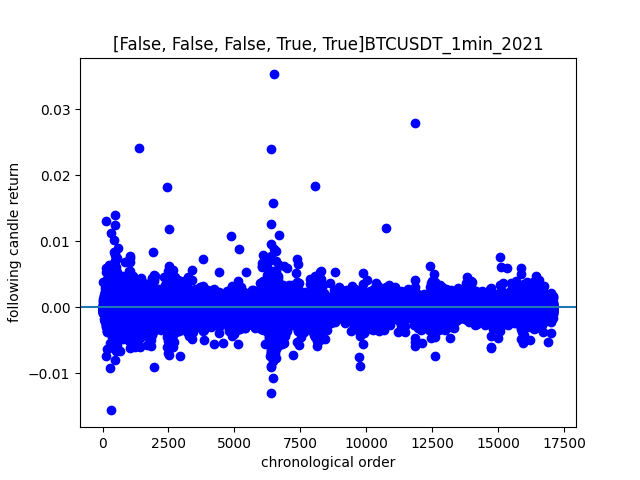 [False, False, False, True, True]BTCUSDT_1min_2021
following candle return
0.03
0.02
0.01
0.00
−0.01
0 2500 5000 7500 10000 12500 15000 17500
chronological order